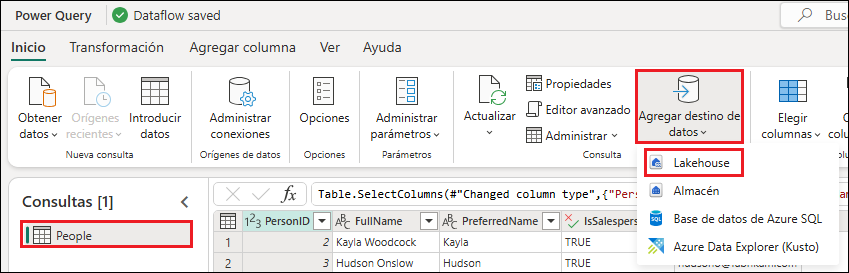 Power Query
Dataflow saved
Busc
Inicio
Transformación
Agregar columna
Ver
Ayuda
Obtener datos
Orígenes recientes
Introducir datos
Nueva consulta
Administrar conexiones
Orígenes de datos
Opciones
Opciones
Administrar parámetros
Parámetros
Actualizar
Propiedades
Editor avanzado
Administrar
Consulta
Agregar destino de datos
Elegir columnas
Lakehouse
Almacén
Base de datos de Azure SQL
Azure Data Explorer (Kusto)
Consultas [1]
People
fx
Table.SelectColumns(#"Changed column type",{"Pers
PersonID
FullName
PreferredName
IsSalespers
1 2 Kayla Woodcock Kayla TRUE
2 3 Hudson Onslow Hudson TRUE